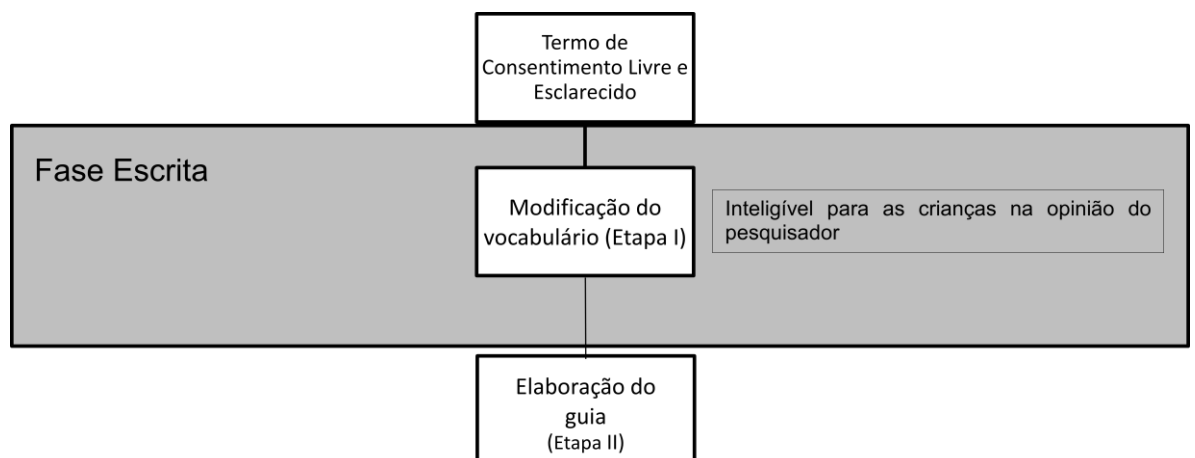 Termo de
Consentimento Livre e
Esclarecido
Fase Escrita
Modificação do
vocabulário (Etapa I)
Inteligível para as crianças na opinião do
pesquisador
Elaboração do
guia
(Etapa II)